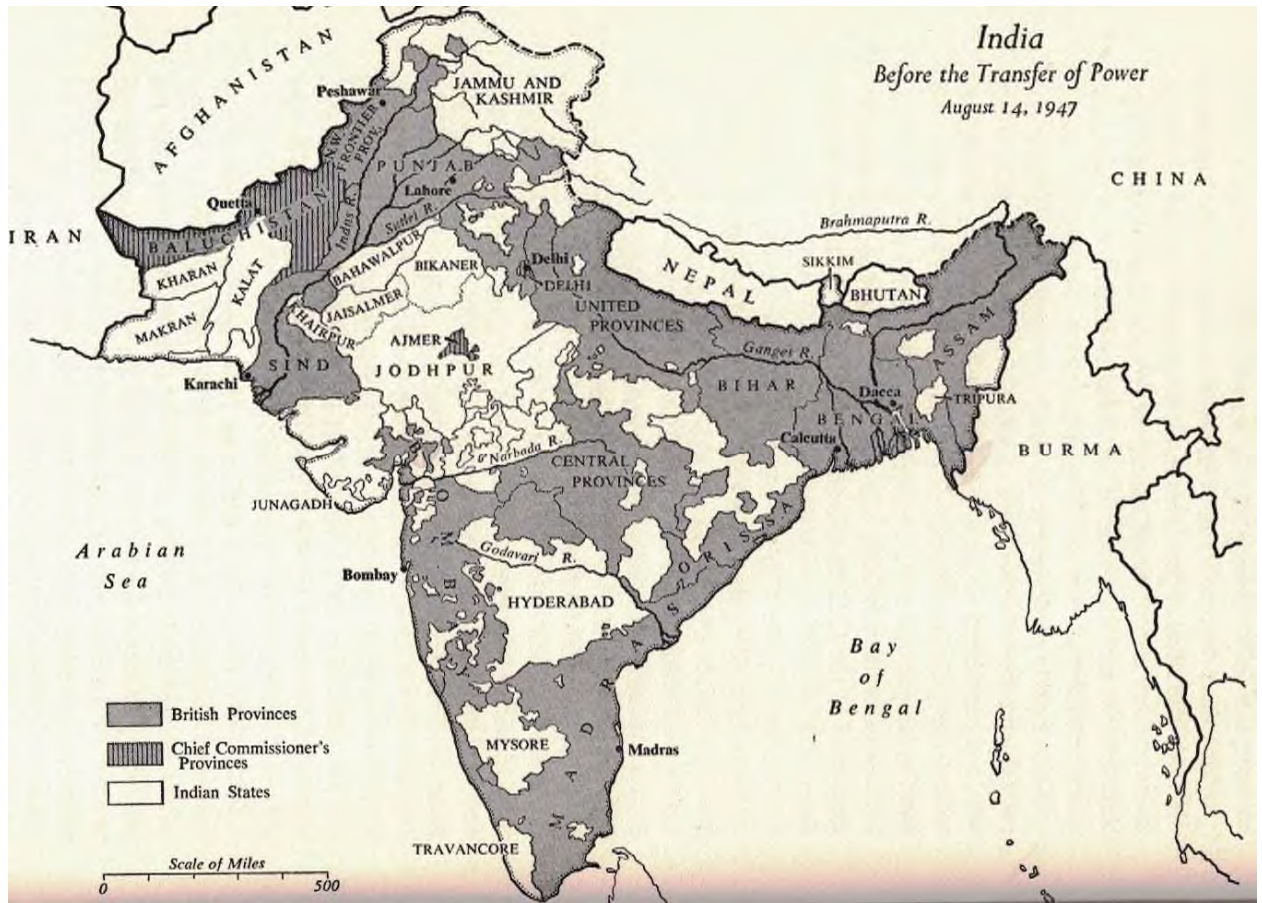 India
Before the Transfer of Power
August 14, 1947
AFGHANISTAN
Peshawar
JAMMU AND
KASHMIR
N.W.
FRONTIER
PROV.
PUNJAB
Lahore
CHINA
Quetta
Indus R.
Sutlej R.
IRAN
BALUCHISTAN
Brahmaputra R.
BAHAWALPUR
BIKANER
Delhi
DELHI
NEPAL
SIKKIM
BHUTAN
KHARAN
KALAT
JAISALMER
KHAIRPUR
UNITED
PROVINCES
MAKRAN
AJMER
ASSAM
Ganges R.
SIND
JODHPUR
BIHAR
Karachi
Dacca
TRIPURA
BENGAL
Calcutta
BURMA
Narbada R.
CENTRAL
PROVINCES
JUNAGADH
ORISSA
Arabian
Sea
Godavari R.
Bombay
BOMBAY
HYDERABAD
Bay
of
Bengal
MADRAS
British Provinces
Chief Commissioner's
Provinces
Indian States
MYSORE
Madras
TRAVANCORE
Scale of Miles
0 500